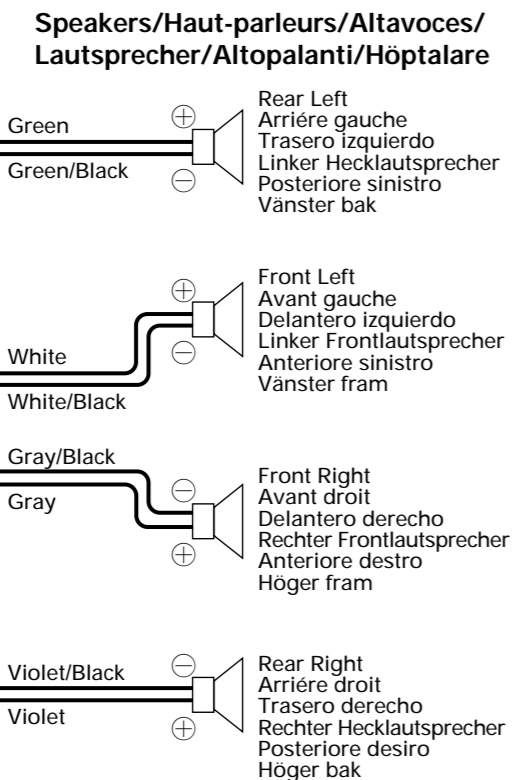 Speakers/Haut-parleurs/Altavoces/
Lautsprecher/Altopalanti/Höptalare
Green
Green/Black
⊕
⊖
Rear Left
Arriére gauche
Trasero izquierdo
Linker Hecklautsprecher
Posteriore sinistro
Vänster bak
White
White/Black
⊕
⊖
Front Left
Avant gauche
Delantero izquierdo
Linker Frontlautsprecher
Anteriore sinistro
Vänster fram
Gray/Black
Gray
⊖
⊕
Front Right
Avant droit
Delantero derecho
Rechter Frontlautsprecher
Anteriore destro
Höger fram
Violet/Black
Violet
⊖
⊕
Rear Right
Arriére droit
Trasero derecho
Rechter Hecklautsprecher
Posteriore desiro
Höger bak